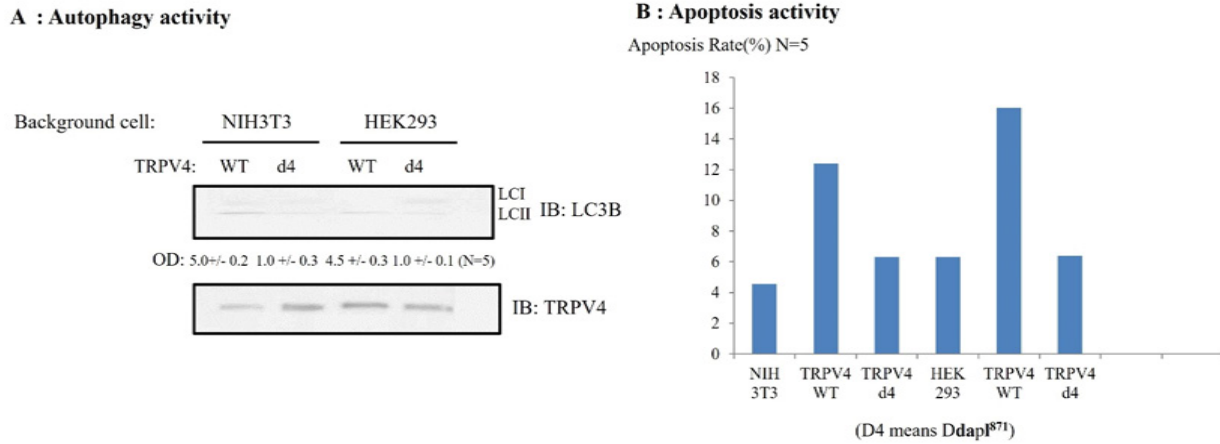 A : Autophagy activity
Background cell: NIH3T3 HEK293
TRPV4: WT d4 WT d4
LCI
LCII IB: LC3B
OD: 5.0+/- 0.2 1.0 +/- 0.3 4.5 +/- 0.3 1.0 +/- 0.1 (N=5)
IB: TRPV4
B : Apoptosis activity
Apoptosis Rate(%) N=5
18
16
14
12
10
8
6
4
2
0
NIH TRPV4 TRPV4 HEK TRPV4 TRPV4
3T3 WT d4 293 WT d4
(D4 means Ddapl⁸⁷¹)